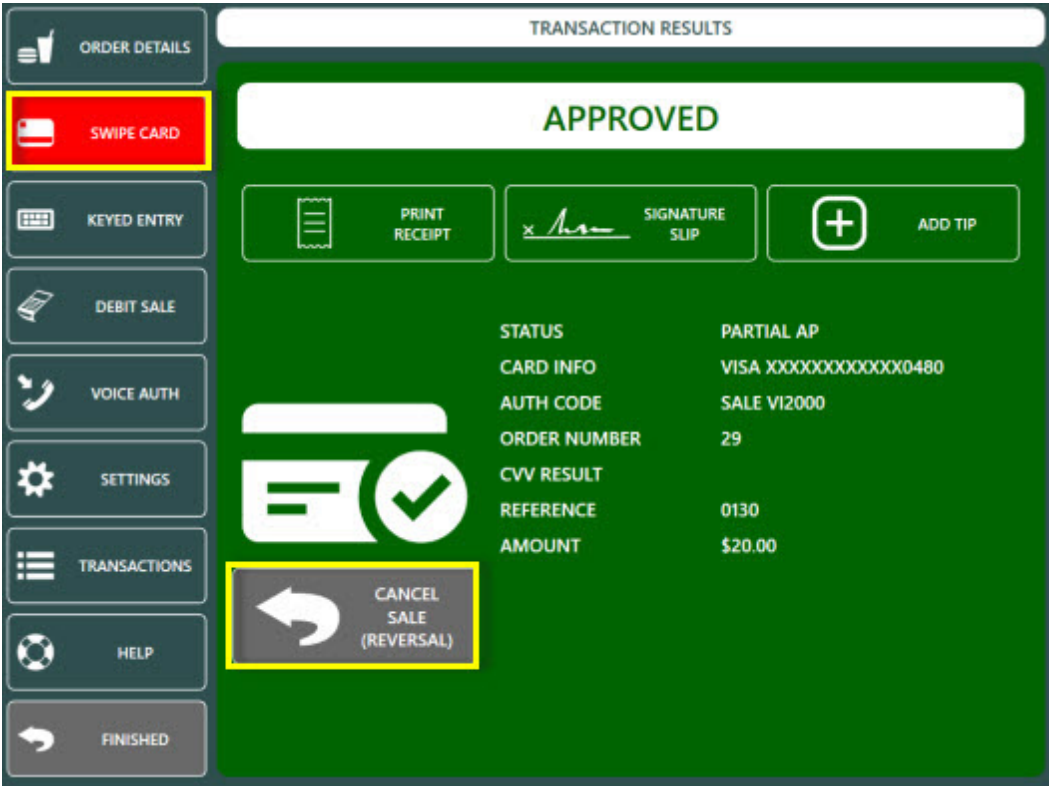 ORDER DETAILS
SWIPE CARD
KEYED ENTRY
DEBIT SALE
VOICE AUTH
SETTINGS
TRANSACTIONS
HELP
FINISHED
TRANSACTION RESULTS
APPROVED
PRINT
RECEIPT
SIGNATURE
SLIP
ADD TIP
STATUS PARTIAL AP
CARD INFO VISA XXXXXXXXXXXX0480
AUTH CODE SALE VI2000
ORDER NUMBER 29
CVV RESULT
REFERENCE 0130
AMOUNT $20.00
CANCEL
SALE
(REVERSAL)